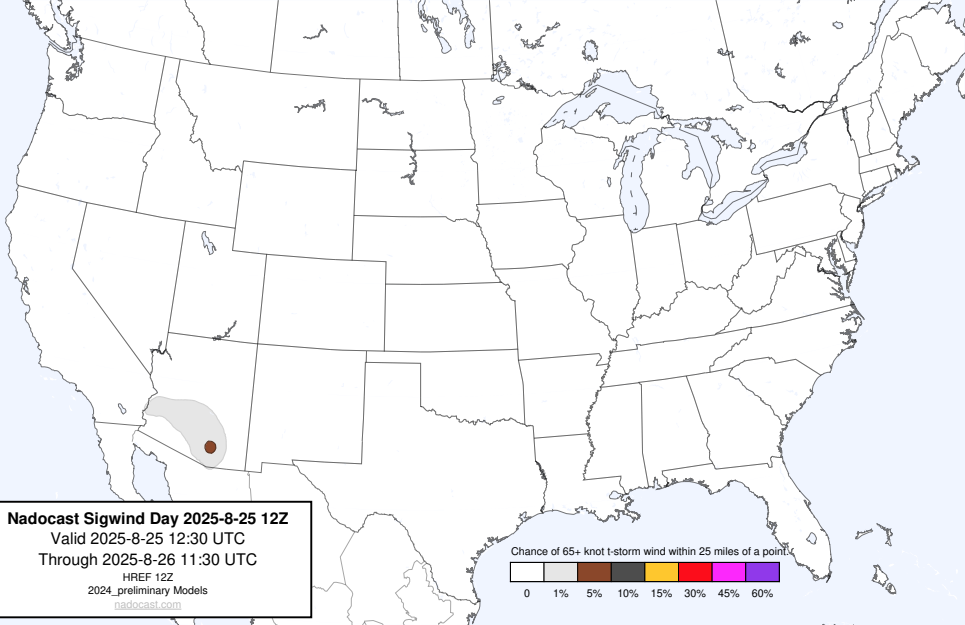 Nadocast Sigwind Day 2025-8-25 12Z
Valid 2025-8-25 12:30 UTC
Through 2025-8-26 11:30 UTC
HREF 12Z
2024_preliminary Models
nadocast.com
Chance of 65+ knot t-storm wind within 25 miles of a point.
0 1% 5% 10% 15% 30% 45% 60%